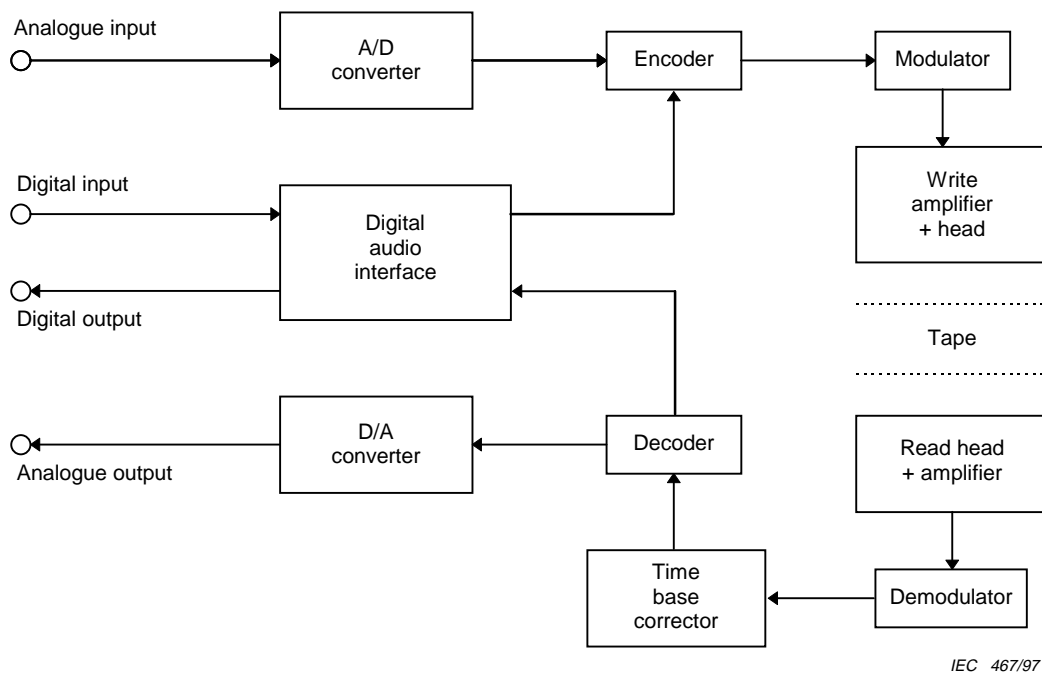 Analogue input
A/D
converter
Encoder
Modulator
Digital input
Digital
audio
interface
Write
amplifier
+ head
Digital output
Tape
D/A
converter
Decoder
Read head
+ amplifier
Analogue output
Time
base
corrector
Demodulator
IEC 467/97